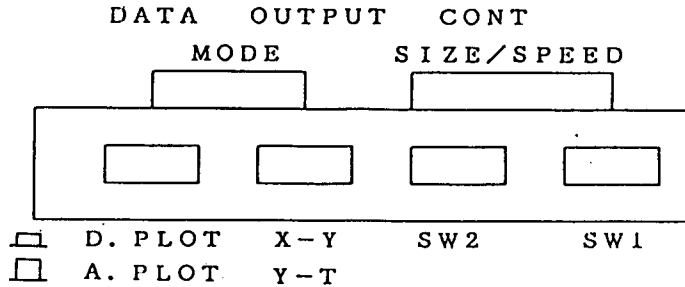 DATA OUTPUT CONT
MODE SIZE/SPEED
D. PLOT X-Y SW2 SW1
A. PLOT Y-T